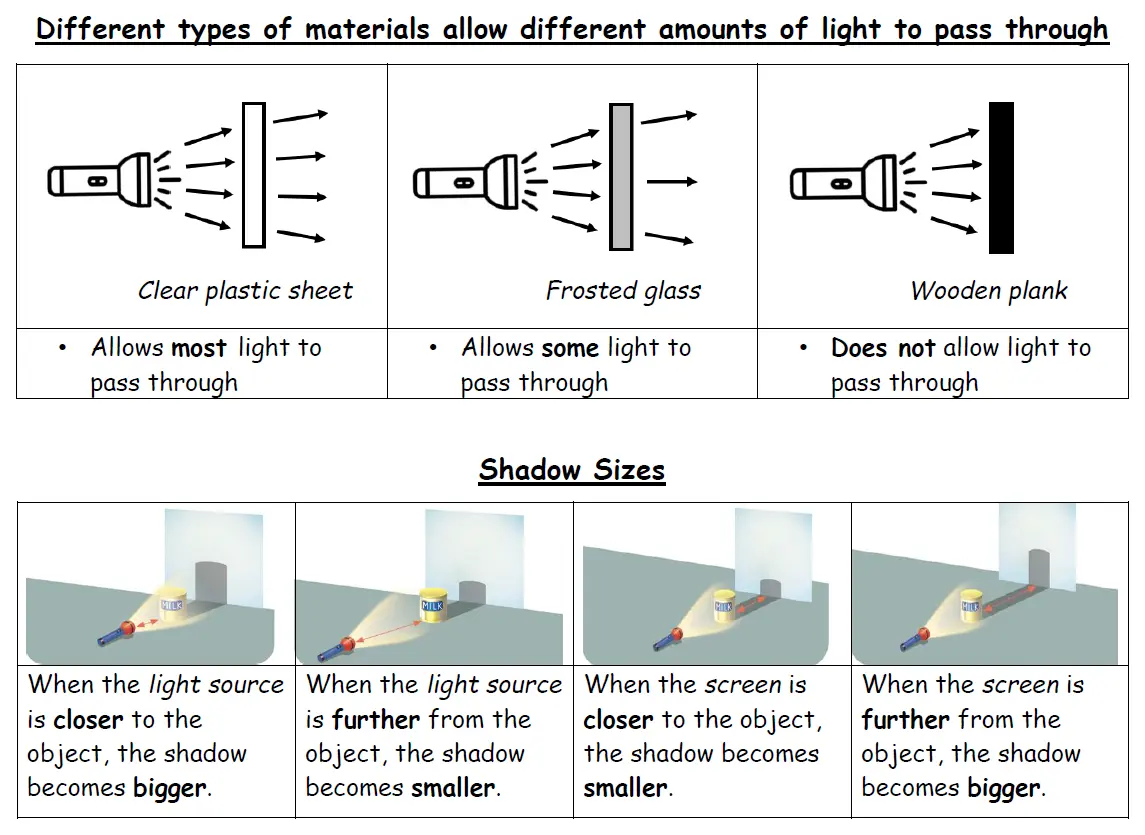 Different types of materials allow different amounts of light to pass through
Clear plastic sheet
Frosted glass
Wooden plank
• Allows most light to
pass through
• Allows some light to
pass through
• Does not allow light to
pass through
Shadow Sizes
MILK
MILK
MILK
MILK
When the light source
is closer to the
object, the shadow
becomes bigger.
When the light source
is further from the
object, the shadow
becomes smaller.
When the screen is
closer to the object,
the shadow becomes
smaller.
When the screen is
further from the
object, the shadow
becomes bigger.